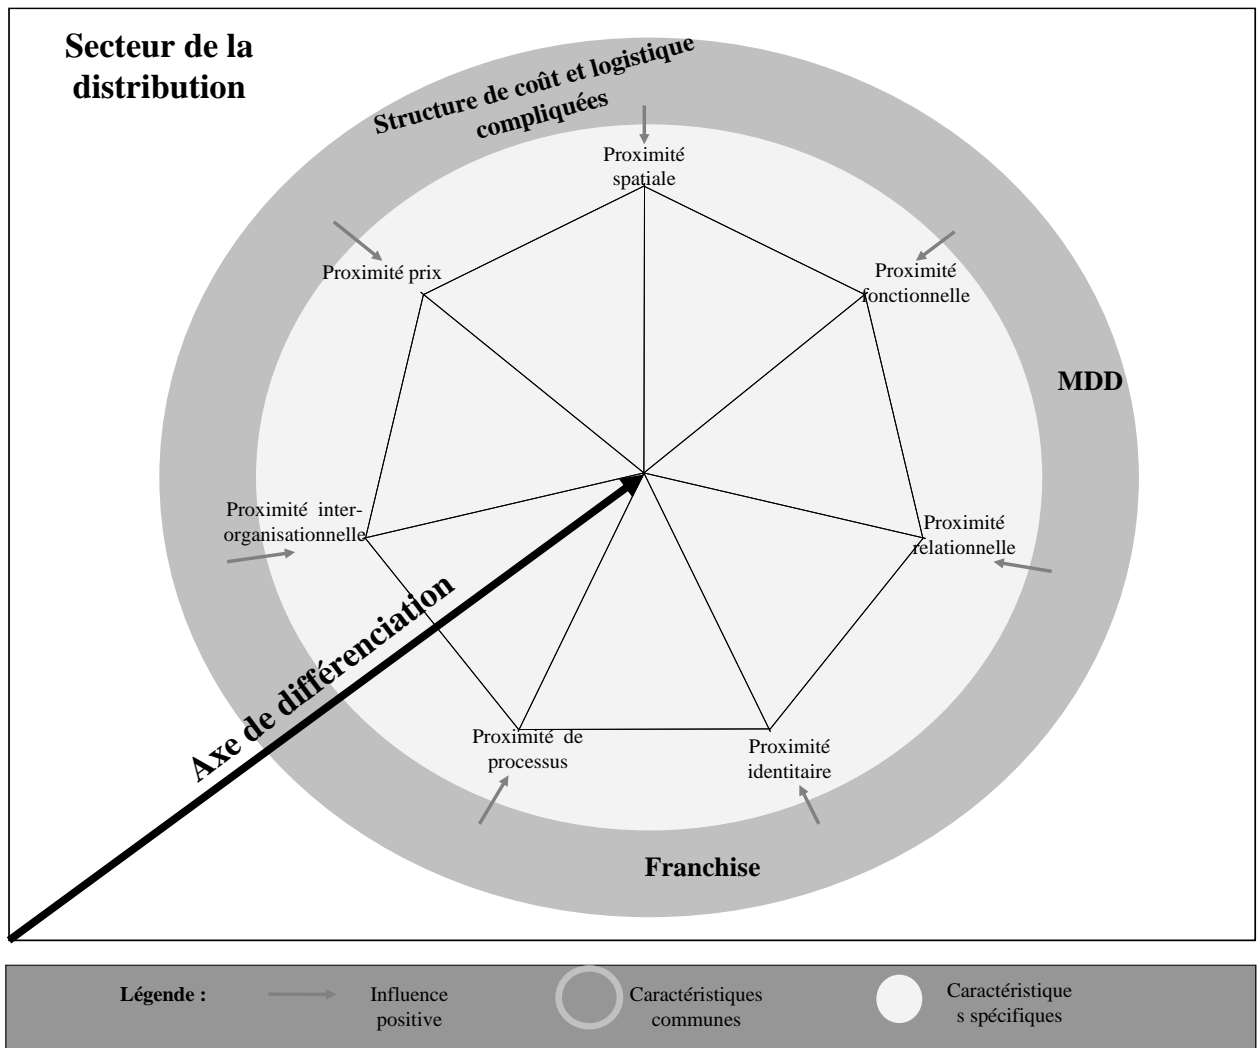 Secteur de la
distribution
Structure de coût et logistique
compliquées
Proximité
spatiale
Proximité prix
Proximité
fonctionnelle
MDD
Proximité  inter-
organisationnelle
Proximité
relationnelle
Axe de différenciation
Proximité  de
processus
Proximité
identitaire
Franchise
Légende :
Influence
positive
Caractéristiques
communes
Caractéristique
s spécifiques